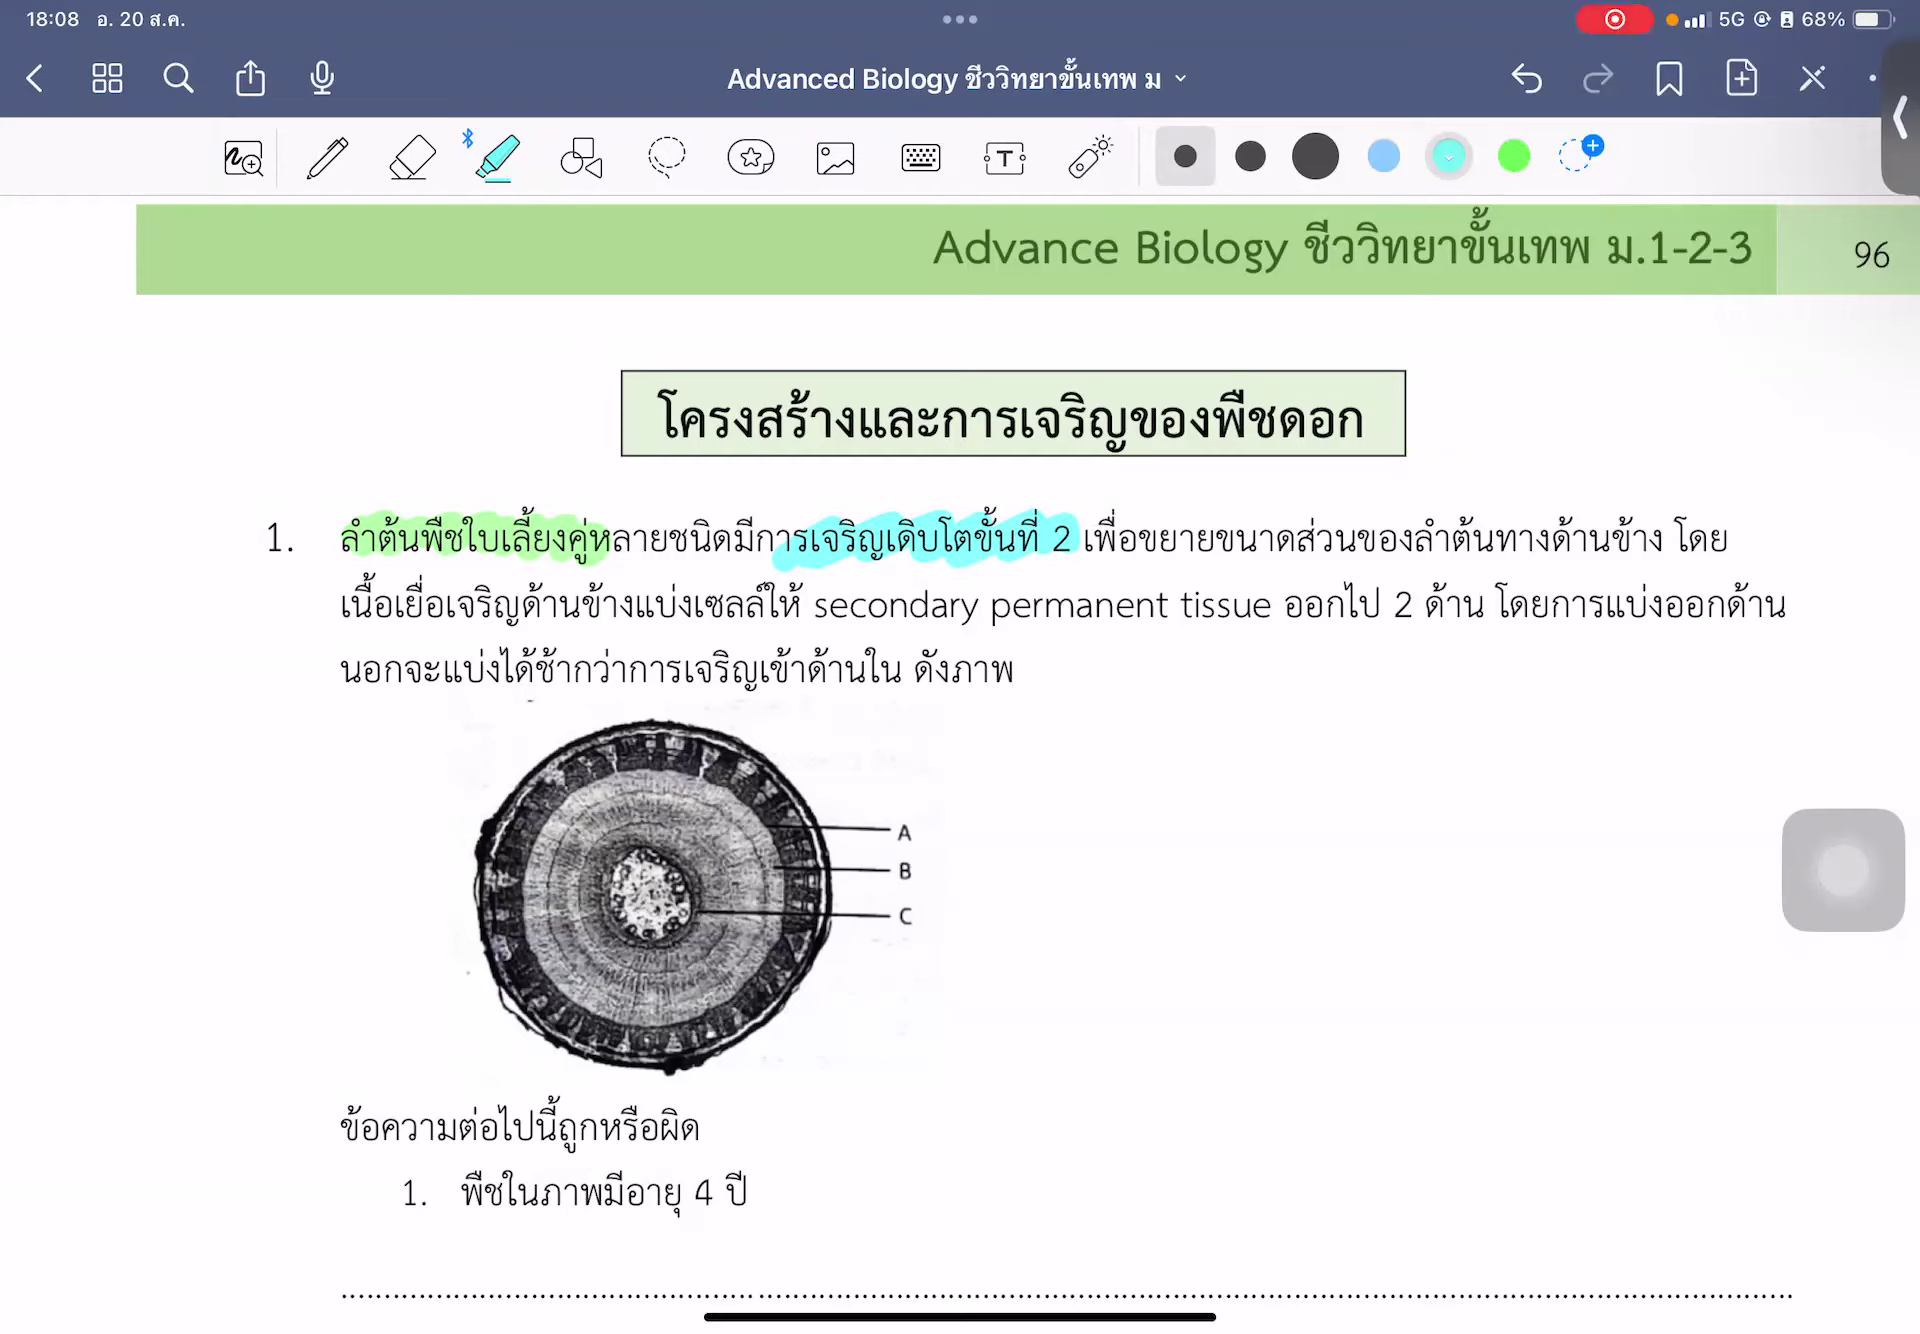 18:08 อ. 20 ส.ค.
5G 68%
Advanced Biology ชีววิทยาขั้นเทพ ม
T
Advance Biology ชีววิทยาขั้นเทพ ม.1-2-3
96
โครงสร้างและการเจริญของพืชดอก
1. ลำต้นพืชใบเลี้ยงคู่หลายชนิดมีการเจริญเดิบโตขั้นที่ 2 เพื่อขยายขนาดส่วนของลำต้นทางด้านข้าง โดย
เนื้อเยื่อเจริญด้านข้างแบ่งเซลล์ให้ secondary permanent tissue ออกไป 2 ด้าน โดยการแบ่งออกด้าน
นอกจะแบ่งได้ช้ากว่าการเจริญเข้าด้านใน ดังภาพ
A
B
C
ข้อความต่อไปนี้ถูกหรือผิด
1. พืชในภาพมีอายุ 4 ปี